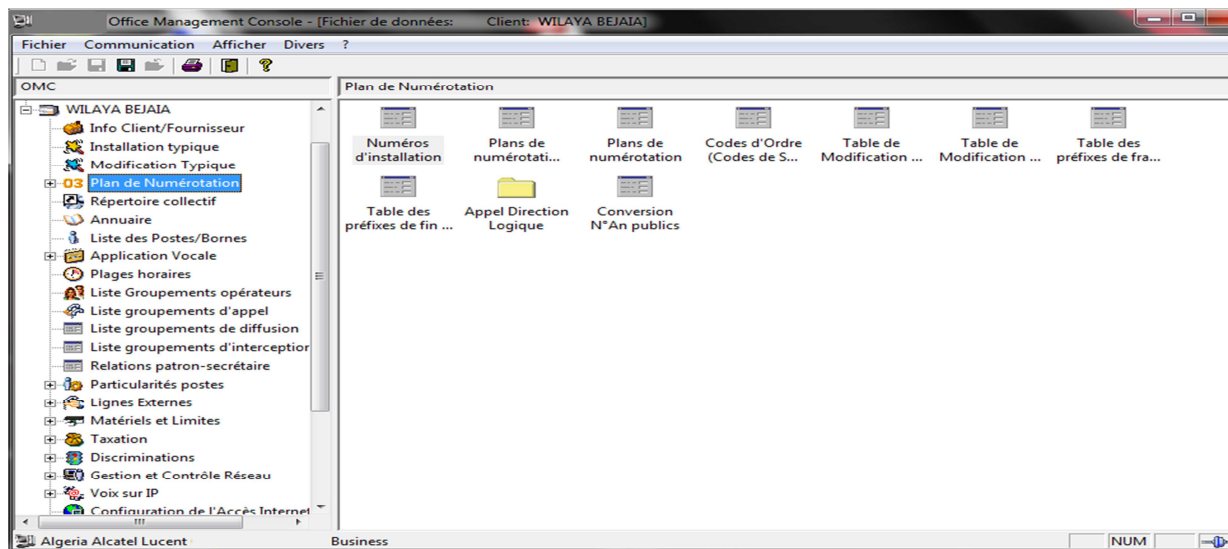 Office Management Console - [Fichier de données: Client: WILAYA BEJAIA]
Fichier Communication Afficher Divers ?
OMC
WILAYA BEJAIA
Info Client/Fournisseur
Installation typique
Modification Typique
03 Plan de Numérotation
Répertoire collectif
Annuaire
Liste des Postes/Bornes
Application Vocale
Plages horaires
Liste Groupements opérateurs
Liste groupements d'appel
Liste groupements de diffusion
Liste groupements d'interception
Relations patron-secrétaire
Particularités postes
Lignes Externes
Matériels et Limites
Taxation
Discriminations
Gestion et Contrôle Réseau
Voix sur IP
Configuration de l'Accès Internet
Plan de Numérotation
Numéros
d'installation
Plans de
numérotati...
Plans de
numérotation
Codes d'Ordre
(Codes de S...
Table de
Modification ...
Table de
Modification ...
Table des
préfixes de fra...
Table des
préfixes de fin ...
Appel Direction
Logique
Conversion
N°An publics
Algeria Alcatel Lucent Business NUM